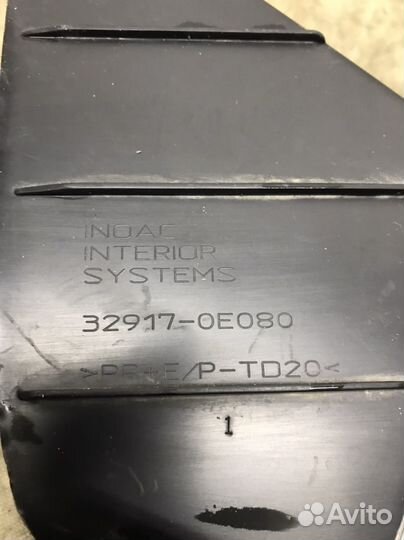 INOAC
INTERIOR
SYSTEMS
32917-0E080
>PP+E/P-TD20<
1
Avito